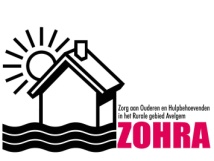 Zorg aan Ouderen en Hulpbehoevenden
in het Rurale gebied Avelgem
ZOHRA